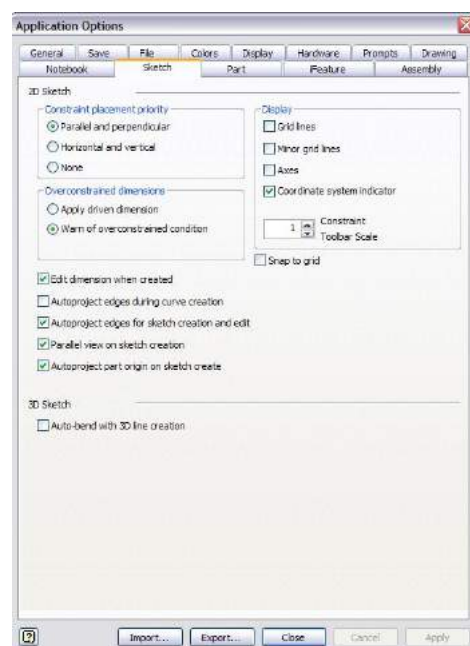 Application Options
General Save File Colors Display Hardware Prompts Drawing
Notebook Sketch Part iFeature Assembly
2D Sketch
Constraint placement priority
Parallel and perpendicular
Horizontal and vertical
None
Overconstrained dimensions
Apply driven dimension
Warn of overconstrained condition
Display
Grid lines
Minor grid lines
Axes
Coordinate system indicator
1 Constraint
Toolbar Scale
Snap to grid
Edit dimension when created
Autoproject edges during curve creation
Autoproject edges for sketch creation and edit
Parallel view on sketch creation
Autoproject part origin on sketch create
3D Sketch
Auto-bend with 3D line creation
? Import... Export... Close Cancel Apply